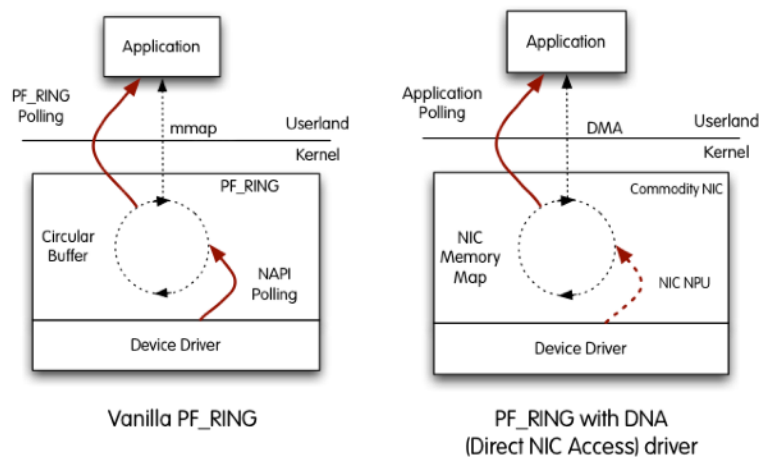 Application
PF_RING
Polling
mmap
Userland
Kernel
PF_RING
Circular
Buffer
NAPI
Polling
Device Driver
Vanilla PF_RING
Application
Application
Polling
DMA
Userland
Kernel
Commodity NIC
NIC
Memory
Map
NIC NPU
Device Driver
PF_RING with DNA
(Direct NIC Access) driver